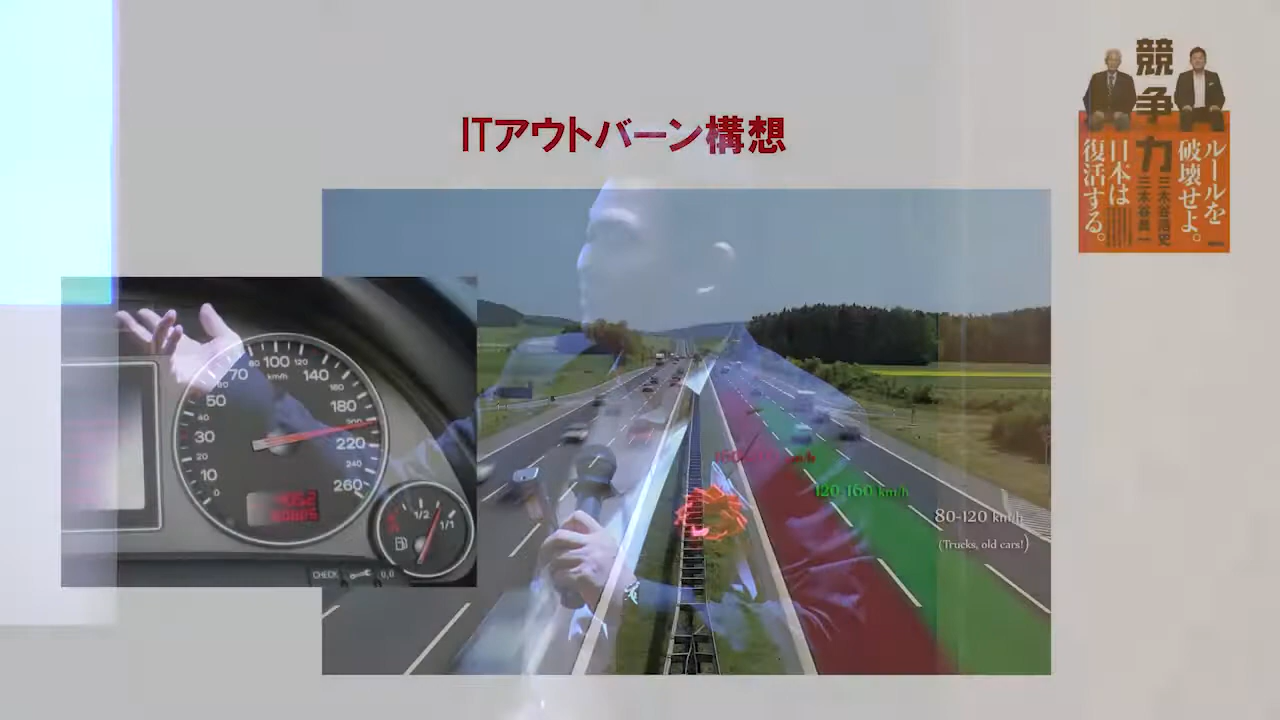 ITアウトバーン構想
競争力
ルールを
破壊せよ。
三木谷浩史
三木谷良一
日本は
復活する。
80
100
120
km/h
70
140
60
160
50
180
40
200
30
220
20
240
10
260
0
1/2
1/1
CHECK
0,0
120-160 km/h
80-120 km/h
(Trucks, old cars!)